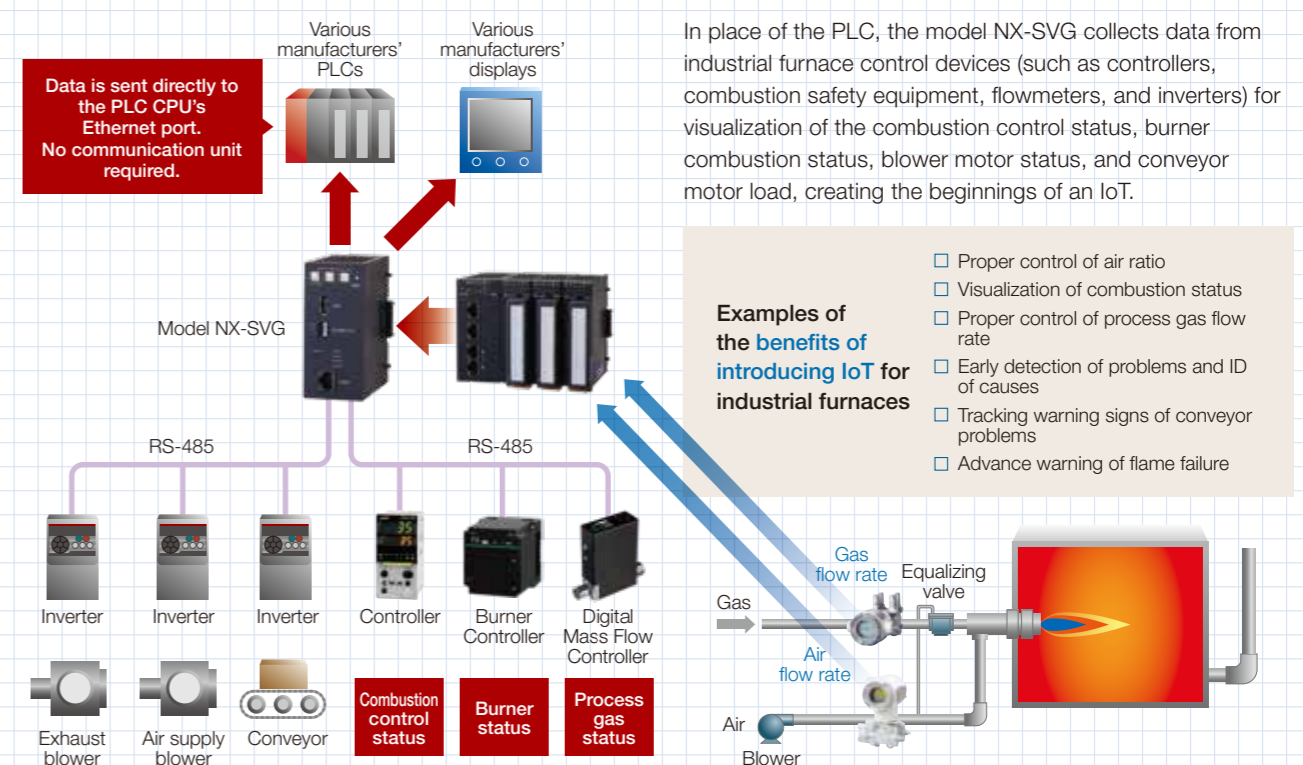 Various
manufacturers'
PLCs
Various
manufacturers'
displays
Data is sent directly to
the PLC CPU's
Ethernet port.
No communication unit
required.
In place of the PLC, the model NX-SVG collects data from
industrial furnace control devices (such as controllers,
combustion safety equipment, flowmeters, and inverters) for
visualization of the combustion control status, burner
combustion status, blower motor status, and conveyor
motor load, creating the beginnings of an IoT.
Model NX-SVG
Examples of
the benefits of
introducing IoT for
industrial furnaces
☐ Proper control of air ratio
☐ Visualization of combustion status
☐ Proper control of process gas flow
rate
☐ Early detection of problems and ID
of causes
☐ Tracking warning signs of conveyor
problems
☐ Advance warning of flame failure
RS-485
RS-485
Inverter
Inverter
Inverter
Controller
Burner
Controller
Digital
Mass Flow
Controller
Exhaust
blower
Air supply
blower
Conveyor
Combustion
control
status
Burner
status
Process
gas
status
Gas
Gas
flow rate
Equalizing
valve
Air
flow rate
Air
Blower